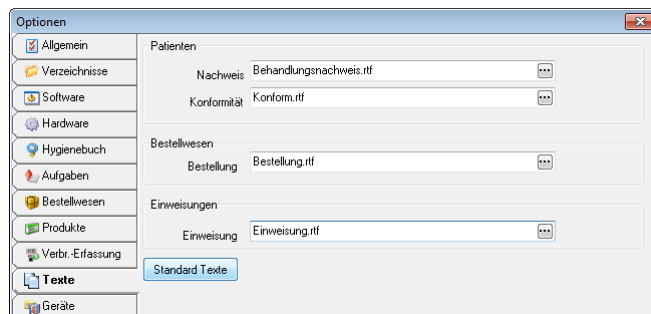 Optionen
Allgemein
Verzeichnisse
Software
Hardware
Hygienebuch
Aufgaben
Bestellwesen
Produkte
Verbr.-Erfassung
Texte
Geräte
Patienten
Nachweis Behandlungsnachweis.rtf
Konformität Konform.rtf
Bestellwesen
Bestellung Bestellung.rtf
Einweisungen
Einweisung Einweisung.rtf
Standard Texte